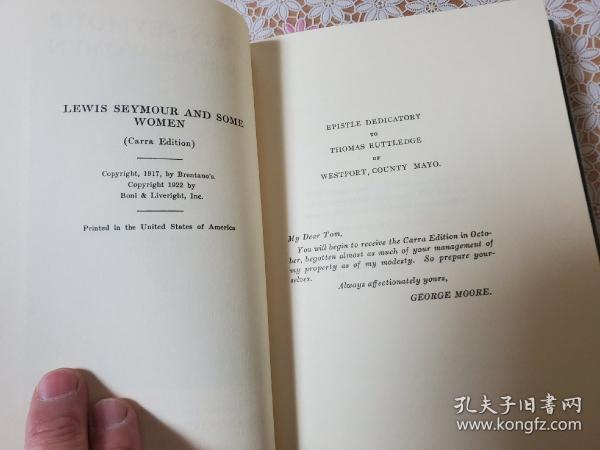 LEWIS SEYMOUR AND SOME
WOMEN
(Carra Edition)
Copyright, 1917, by Brentano's.
Copyright 1922 by
Boni & Liveright, Inc.
Printed in the United States of America
EPISTLE DEDICATORY
TO
THOMAS RUTTLEDGE
OF
WESTPORT, COUNTY MAYO.
My Dear Tom,
You will begin to receive the Carra Edition in Octo-
ber, begotten almost as much of your management of
my property as of my modesty. So prepare your-
selves.
Always affectionately yours,
GEORGE MOORE.
孔夫子旧书网
www.kongfz.com